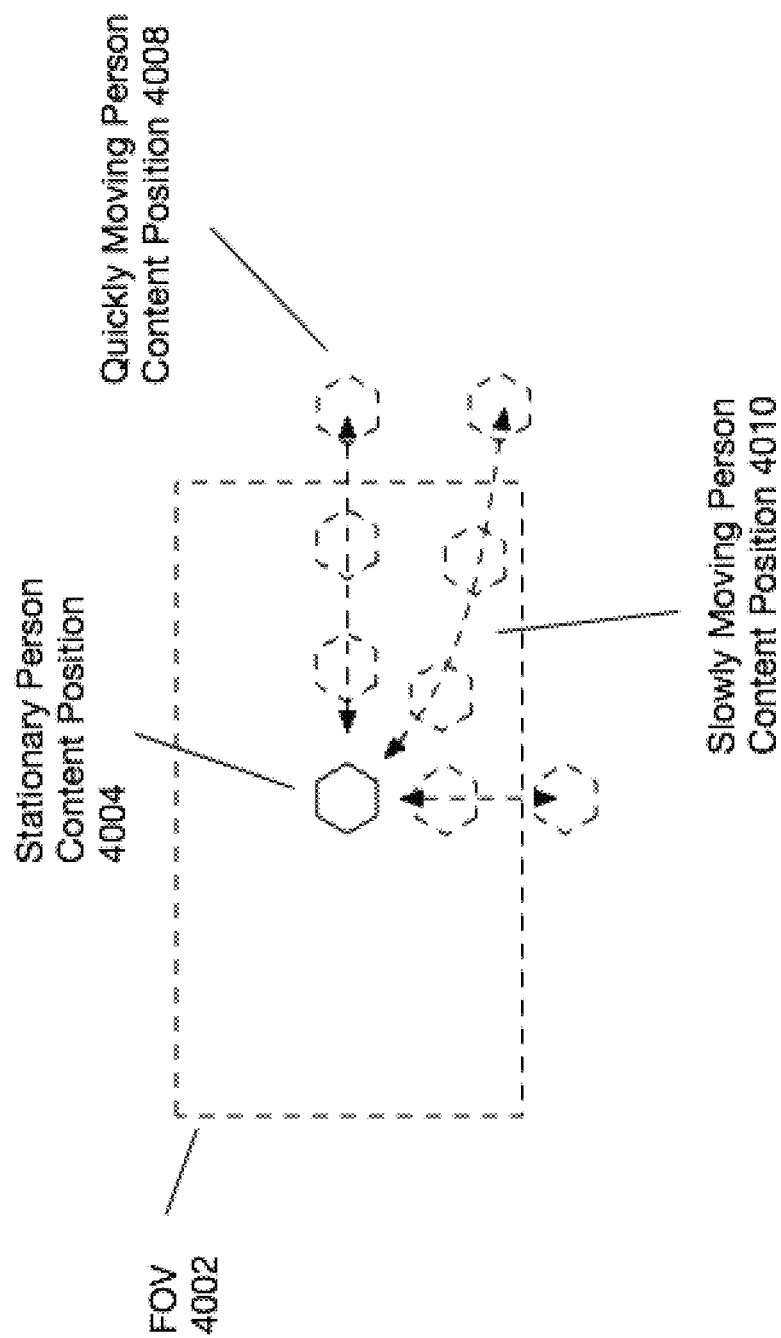 FOV
4002
Stationary Person
Content Position
4004
Quickly Moving Person
Content Position 4008
Slowly Moving Person
Content Position 4010